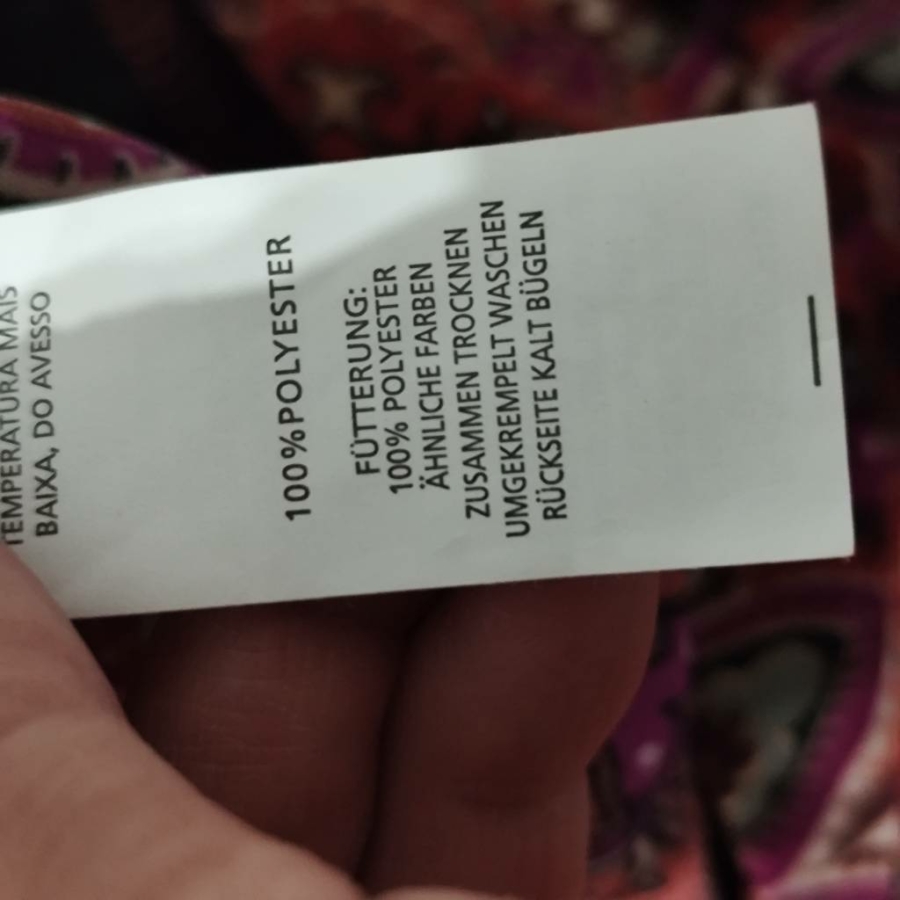 TEMPERATURA MAIS
BAIXA, DO AVESSO
100%POLYESTER
FÜTTERUNG:
100% POLYESTER
ÄHNLICHE FARBEN
ZUSAMMEN TROCKNEN
UMGEKREMPELT WASCHEN
RÜCKSEITE KALT BÜGELN